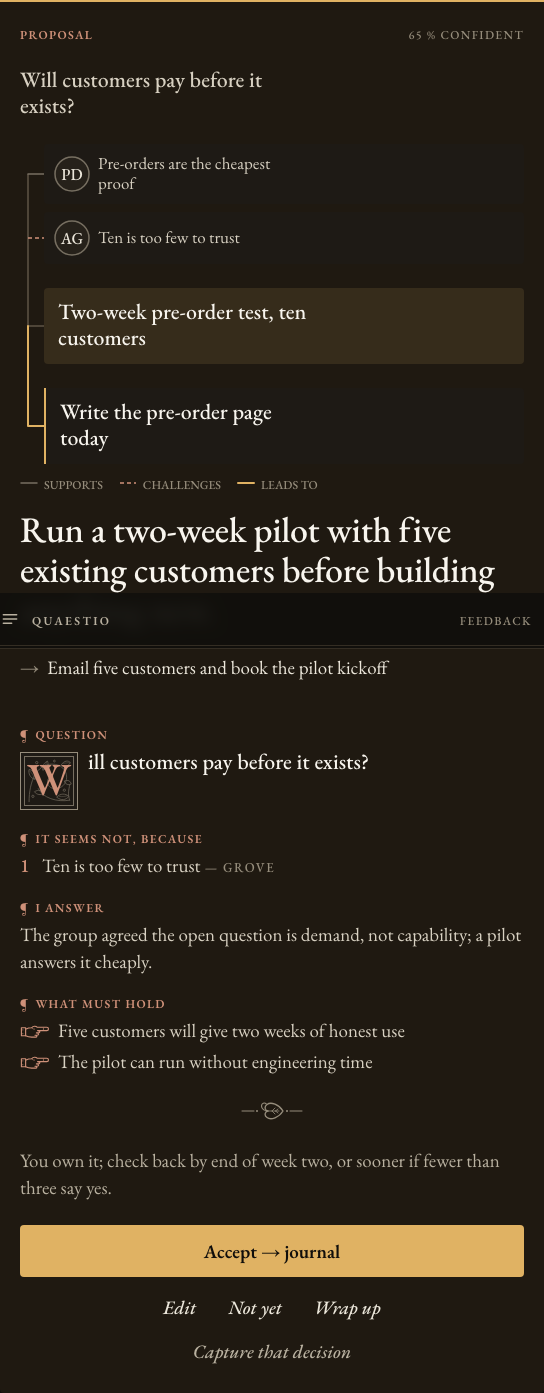 PROPOSAL
65 % CONFIDENT
Will customers pay before it
exists?
PD
Pre-orders are the cheapest
proof
AG
Ten is too few to trust
Two-week pre-order test, ten
customers
Write the pre-order page
today
SUPPORTS
CHALLENGES
LEADS TO
Run a two-week pilot with five
existing customers before building
QUAESTIO
FEEDBACK
→ Email five customers and book the pilot kickoff
¶ QUESTION
Will customers pay before it exists?
¶ IT SEEMS NOT, BECAUSE
1 Ten is too few to trust — GROVE
¶ I ANSWER
The group agreed the open question is demand, not capability; a pilot
answers it cheaply.
¶ WHAT MUST HOLD
☞ Five customers will give two weeks of honest use
☞ The pilot can run without engineering time
You own it; check back by end of week two, or sooner if fewer than
three say yes.
Accept → journal
Edit
Not yet
Wrap up
Capture that decision